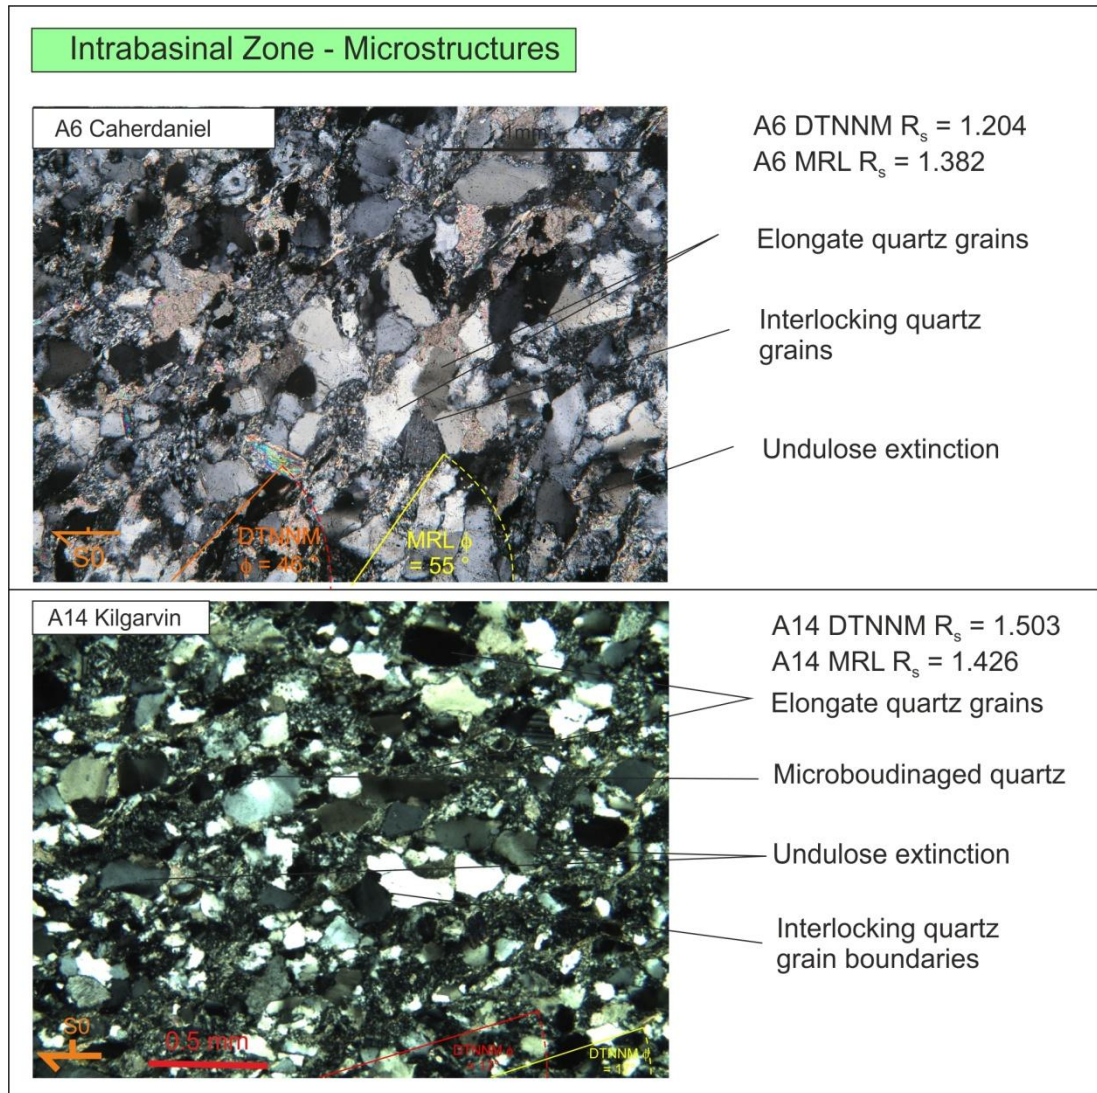 Intrabasinal Zone - Microstructures
A6 Caherdaniel
1mm
A6 DTNNM Rs = 1.204
A6 MRL Rs = 1.382
Elongate quartz grains
Interlocking quartz
grains
Undulose extinction
S0
DTNNM
ϕ = 46 °
MRL ϕ
= 55 °
A14 Kilgarvin
A14 DTNNM Rs = 1.503
A14 MRL Rs = 1.426
Elongate quartz grains
Microboudinaged quartz
Undulose extinction
Interlocking quartz
grain boundaries
S0
0.5 mm
DTNNM ϕ
DTNNM ϕ